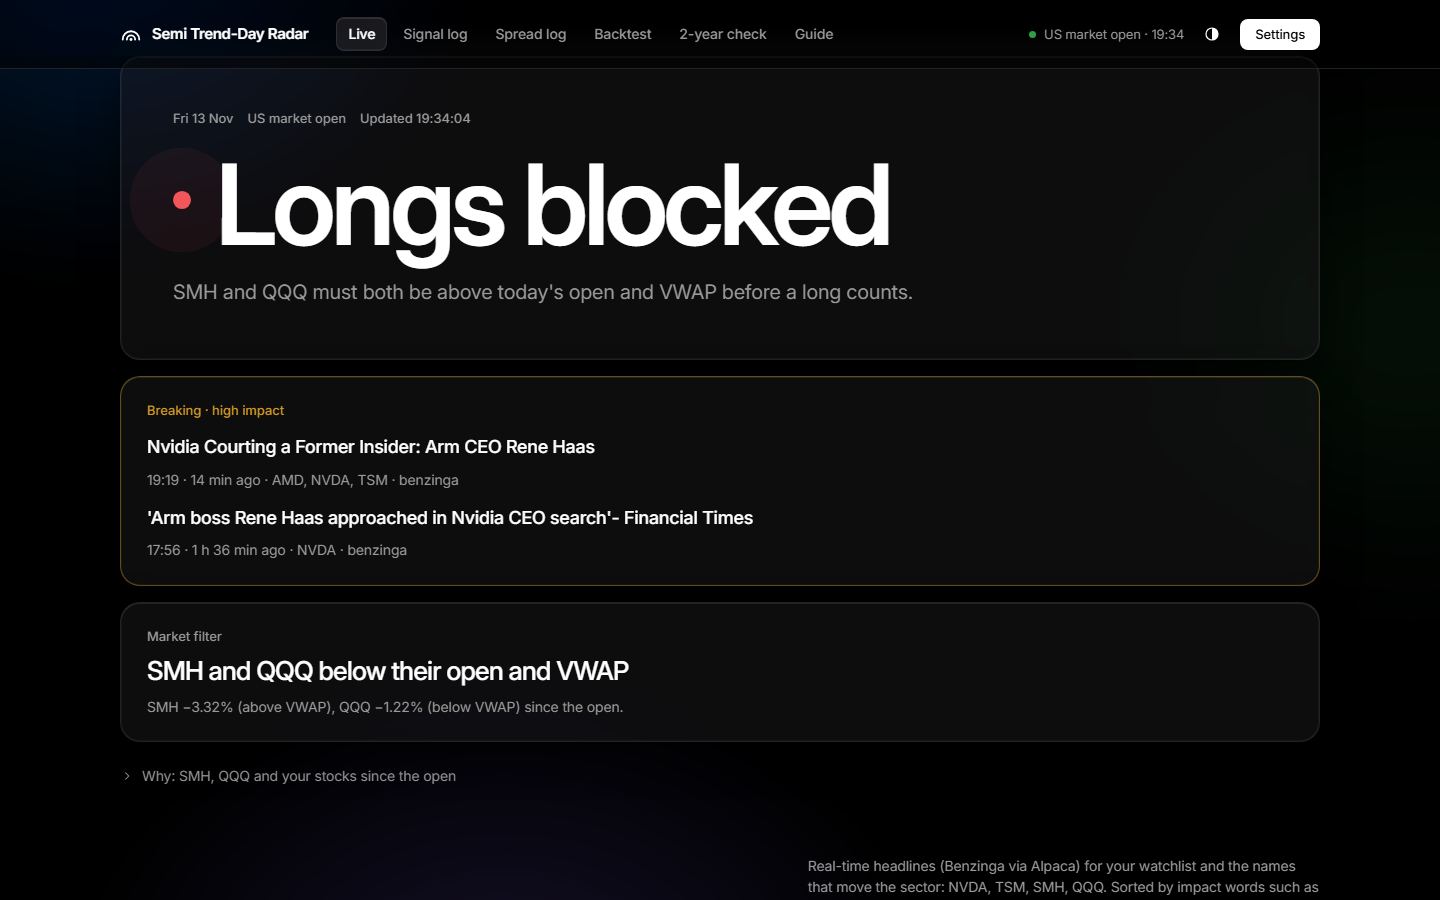 Semi Trend-Day Radar
Live
Signal log
Spread log
Backtest
2-year check
Guide
US market open · 19:34
Settings
Fri 13 Nov US market open Updated 19:34:04
Longs blocked
SMH and QQQ must both be above today's open and VWAP before a long counts.
Breaking · high impact
Nvidia Courting a Former Insider: Arm CEO Rene Haas
19:19 · 14 min ago · AMD, NVDA, TSM · benzinga
'Arm boss Rene Haas approached in Nvidia CEO search'- Financial Times
17:56 · 1 h 36 min ago · NVDA · benzinga
Market filter
SMH and QQQ below their open and VWAP
SMH −3.32% (above VWAP), QQQ −1.22% (below VWAP) since the open.
Why: SMH, QQQ and your stocks since the open
Real-time headlines (Benzinga via Alpaca) for your watchlist and the names
that move the sector: NVDA, TSM, SMH, QQQ. Sorted by impact words such as